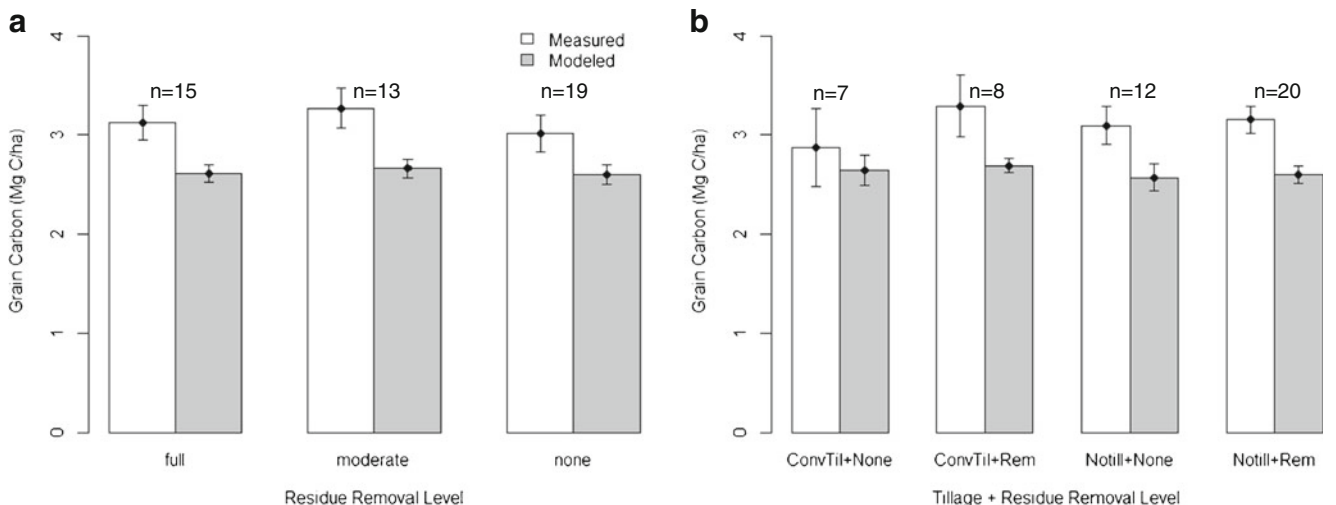 a
Grain Carbon (Mg C/ha)
4
3
2
1
0
Measured
Modeled
n=15
n=13
n=19
full
moderate
none
Residue Removal Level
b
Grain Carbon (Mg C/ha)
4
3
2
1
0
n=7
n=8
n=12
n=20
ConvTil+None
ConvTil+Rem
Notill+None
Notill+Rem
Tillage + Residue Removal Level